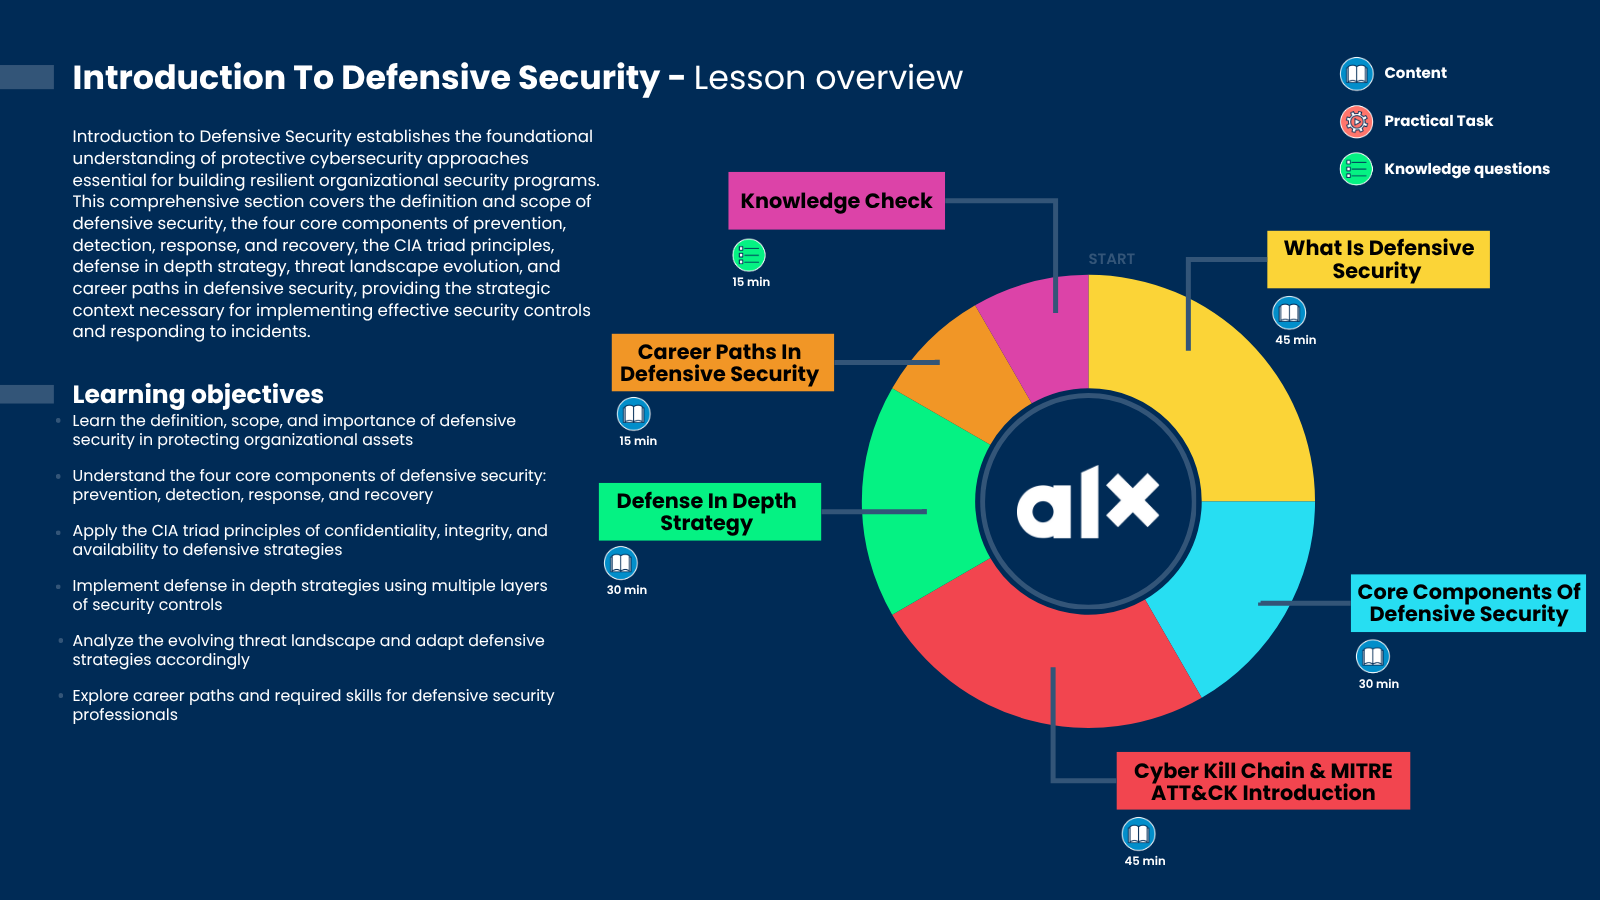 Introduction To Defensive Security - Lesson overview
Introduction to Defensive Security establishes the foundational
understanding of protective cybersecurity approaches
essential for building resilient organizational security programs.
This comprehensive section covers the definition and scope of
defensive security, the four core components of prevention,
detection, response, and recovery, the CIA triad principles,
defense in depth strategy, threat landscape evolution, and
career paths in defensive security, providing the strategic
context necessary for implementing effective security controls
and responding to incidents.
Learning objectives
Learn the definition, scope, and importance of defensive
security in protecting organizational assets
Understand the four core components of defensive security:
prevention, detection, response, and recovery
Apply the CIA triad principles of confidentiality, integrity, and
availability to defensive strategies
Implement defense in depth strategies using multiple layers
of security controls
Analyze the evolving threat landscape and adapt defensive
strategies accordingly
Explore career paths and required skills for defensive security
professionals
Content
Practical Task
Knowledge questions
START
What Is Defensive
Security
45 min
Core Components Of
Defensive Security
30 min
Cyber Kill Chain & MITRE
ATT&CK Introduction
45 min
Defense In Depth
Strategy
30 min
Career Paths In
Defensive Security
15 min
Knowledge Check
15 min
alx